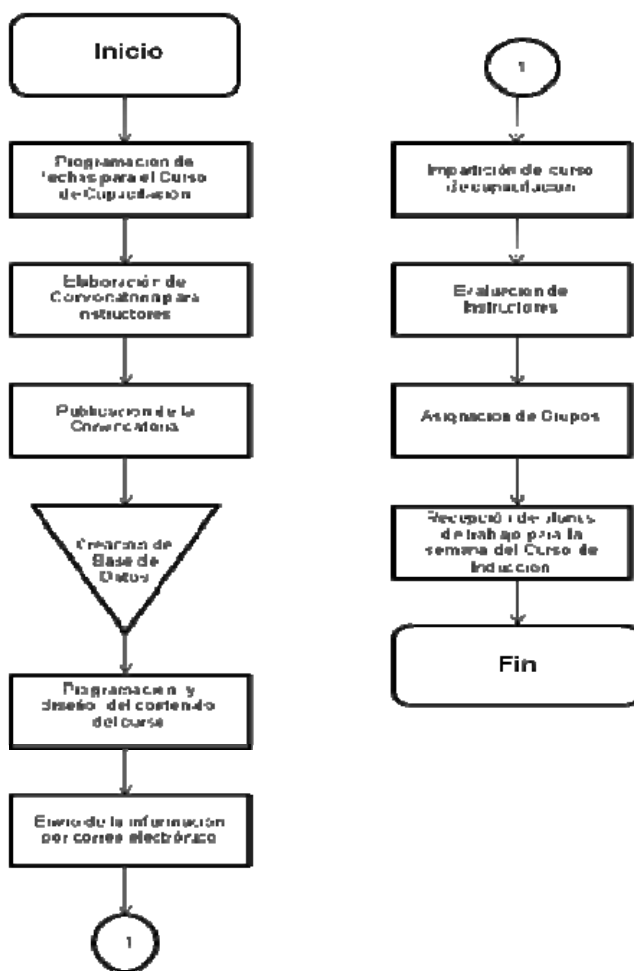 Inicio
Programación de
fechas para el Curso
de Capacitación
Elaboración de
Convocatoria para
Instructores
Publicación de la
Convocatoria
Creación de
Base de
Datos
Programación y
diseño del contenido
del curso
Envío de la información
por correo electrónico
1
1
Impartición de curso
de capacitación
Evaluación de
Instructores
Asignación de Grupos
Recepción de planes
de trabajo para la
semana del Curso de
Inducción
Fin